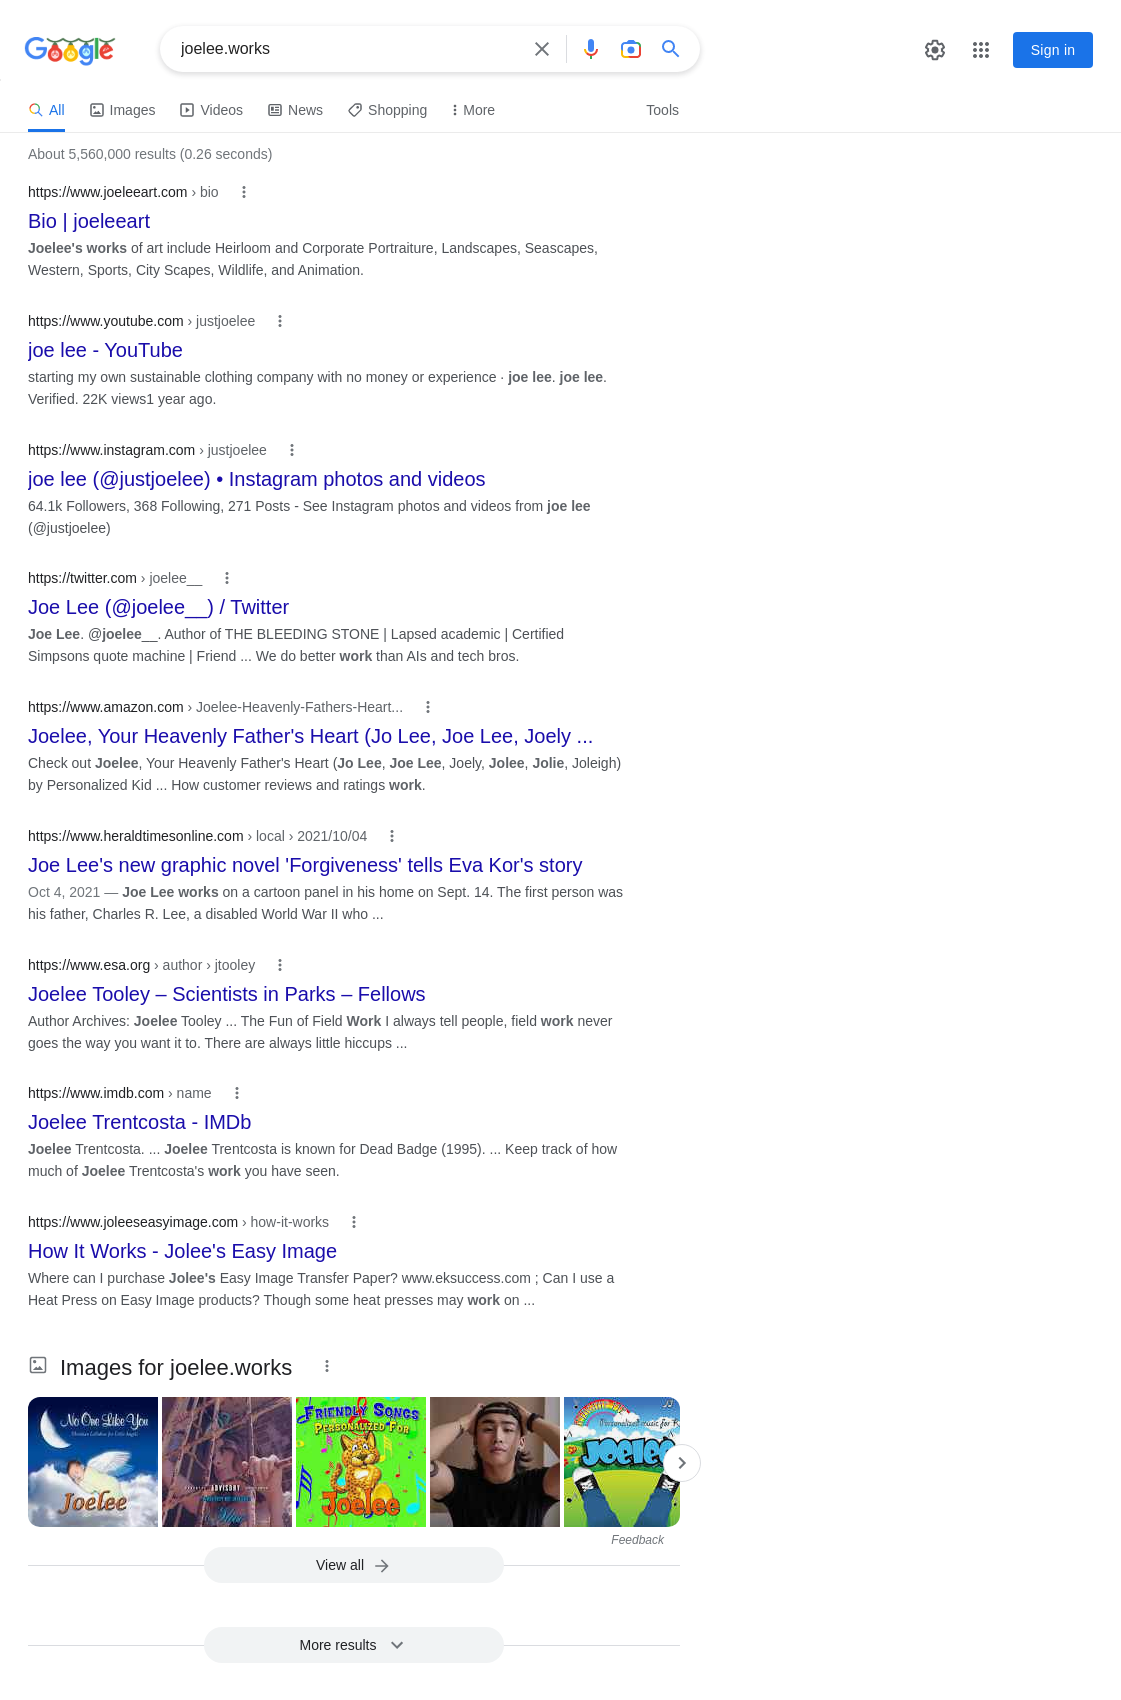 Google
joelee.works
Sign in
All Images Videos News Shopping More Tools
About 5,560,000 results (0.26 seconds)
https://www.joeleeart.com › bio
Bio | joeleeart
Joelee's works of art include Heirloom and Corporate Portraiture, Landscapes, Seascapes,
Western, Sports, City Scapes, Wildlife, and Animation.
https://www.youtube.com › justjoelee
joe lee - YouTube
starting my own sustainable clothing company with no money or experience · joe lee. joe lee.
Verified. 22K views1 year ago.
https://www.instagram.com › justjoelee
joe lee (@justjoelee) • Instagram photos and videos
64.1k Followers, 368 Following, 271 Posts - See Instagram photos and videos from joe lee
(@justjoelee)
https://twitter.com › joelee__
Joe Lee (@joelee__) / Twitter
Joe Lee. @joelee__. Author of THE BLEEDING STONE | Lapsed academic | Certified
Simpsons quote machine | Friend ... We do better work than AIs and tech bros.
https://www.amazon.com › Joelee-Heavenly-Fathers-Heart...
Joelee, Your Heavenly Father's Heart (Jo Lee, Joe Lee, Joely ...
Check out Joelee, Your Heavenly Father's Heart (Jo Lee, Joe Lee, Joely, Jolee, Jolie, Joleigh)
by Personalized Kid ... How customer reviews and ratings work.
https://www.heraldtimesonline.com › local › 2021/10/04
Joe Lee's new graphic novel 'Forgiveness' tells Eva Kor's story
Oct 4, 2021 — Joe Lee works on a cartoon panel in his home on Sept. 14. The first person was
his father, Charles R. Lee, a disabled World War II who ...
https://www.esa.org › author › jtooley
Joelee Tooley – Scientists in Parks – Fellows
Author Archives: Joelee Tooley ... The Fun of Field Work I always tell people, field work never
goes the way you want it to. There are always little hiccups ...
https://www.imdb.com › name
Joelee Trentcosta - IMDb
Joelee Trentcosta. ... Joelee Trentcosta is known for Dead Badge (1995). ... Keep track of how
much of Joelee Trentcosta's work you have seen.
https://www.joleeseasyimage.com › how-it-works
How It Works - Jolee's Easy Image
Where can I purchase Jolee's Easy Image Transfer Paper? www.eksuccess.com ; Can I use a
Heat Press on Easy Image products? Though some heat presses may work on ...
Images for joelee.works
No One Like You
Joelee
ADVISORY
FRIENDLY SONGS
PERSONALIZED FOR
Joelee
Personalized music for
JOELEE
Feedback
View all
More results